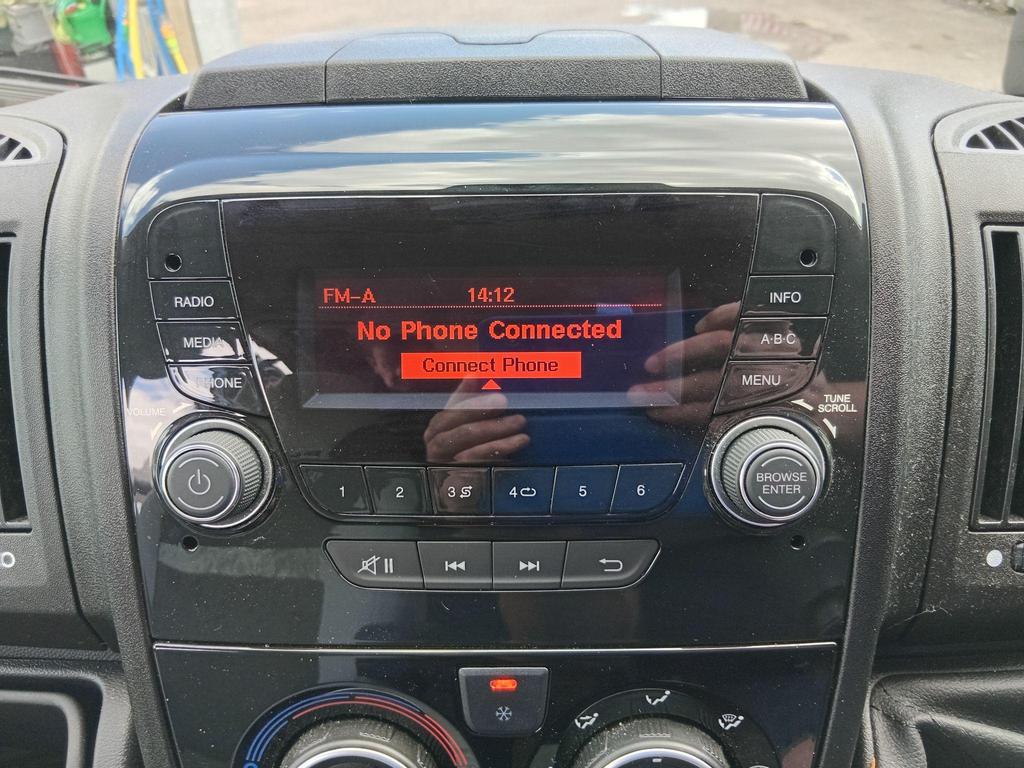 FM-A 14:12
No Phone Connected
Connect Phone
RADIO
MEDIA
PHONE
VOLUME
INFO
A·B·C
MENU
TUNE
SCROLL
BROWSE
ENTER
1 2 3 4 5 6